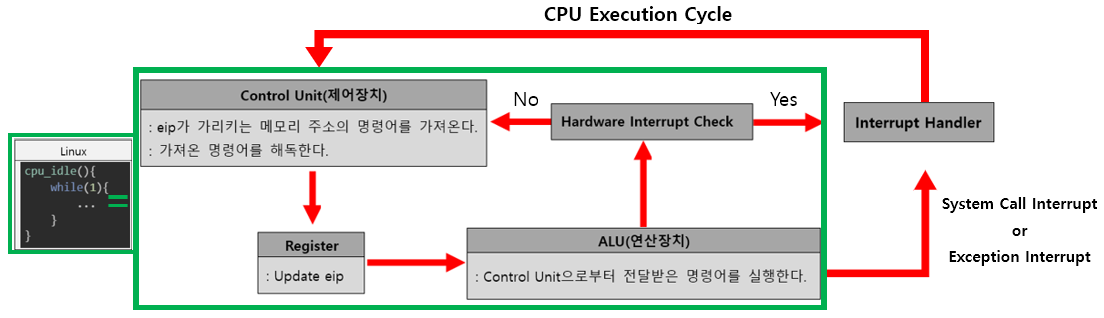 CPU Execution Cycle
Control Unit(제어장치)
: eip가 가리키는 메모리 주소의 명령어를 가져온다.
: 가져온 명령어를 해독한다.
No
Hardware Interrupt Check
Yes
Interrupt Handler
Linux
cpu_idle(){
while(1){
...
}
}
Register
: Update eip
ALU(연산장치)
: Control Unit으로부터 전달받은 명령어를 실행한다.
System Call Interrupt
or
Exception Interrupt